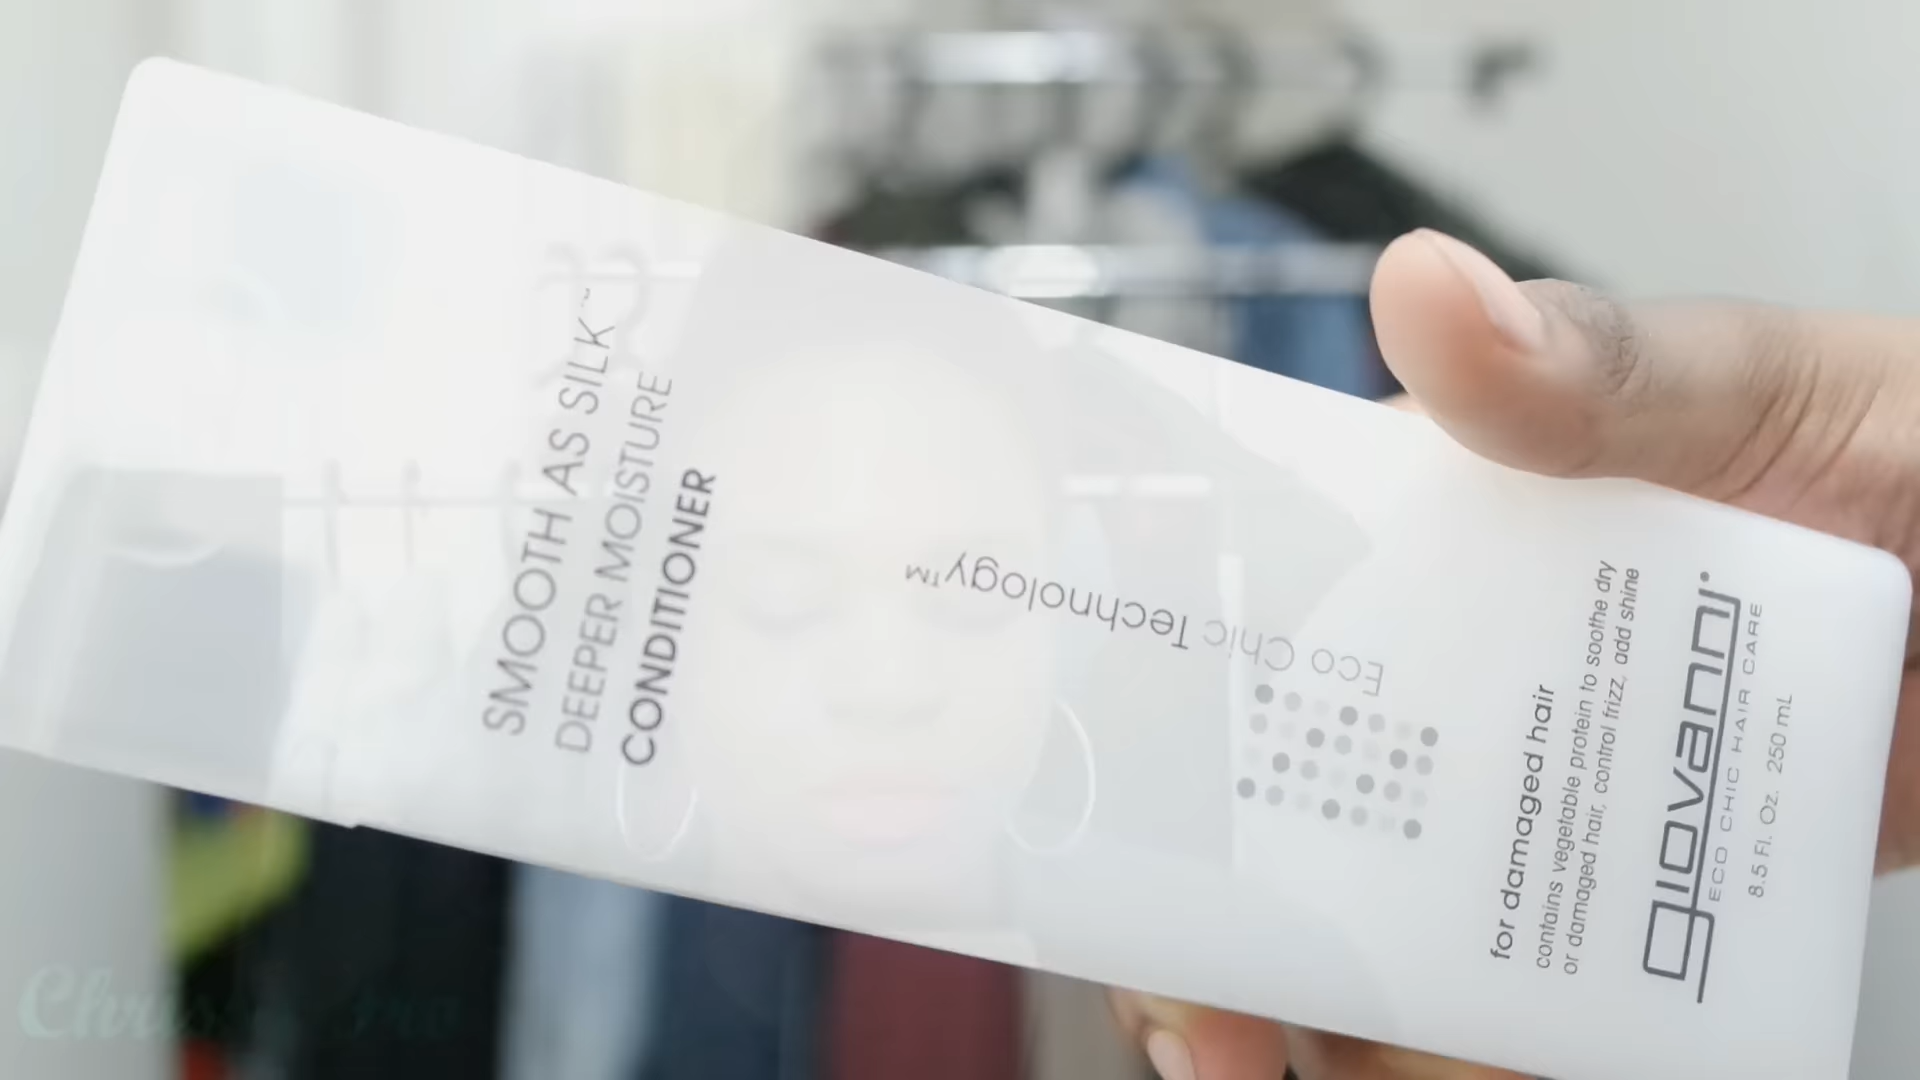 SMOOTH AS SILK™
DEEPER MOISTURE
CONDITIONER
Eco Chic Technology™
for damaged hair
contains vegetable protein to soothe dry
or damaged hair, control frizz, add shine
giovanni
ECO CHIC HAIR CARE
8.5 Fl. Oz. 250 mL